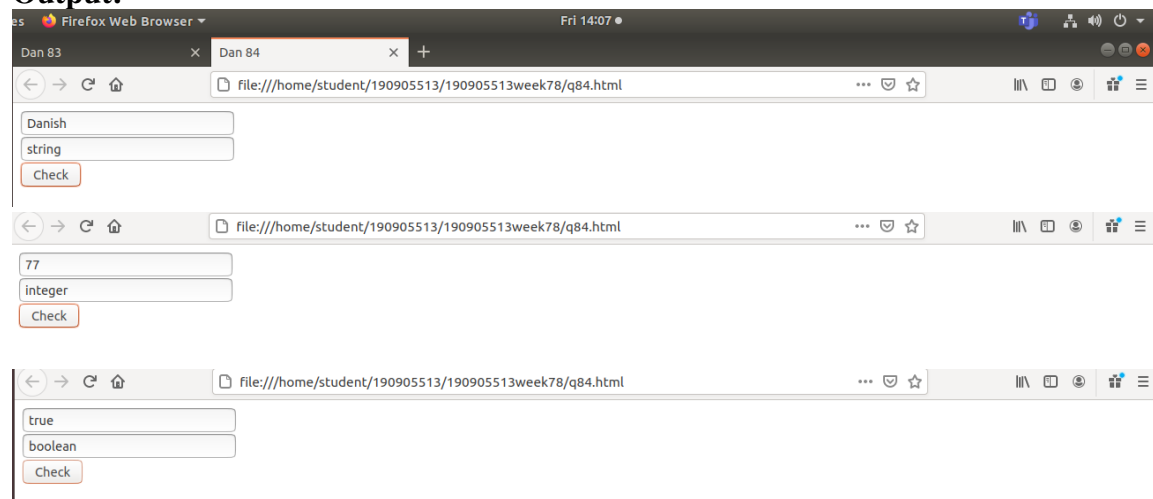 Output:
es Firefox Web Browser Fri 14:07
Dan 83 Dan 84
file:///home/student/190905513/190905513week78/q84.html
Danish
string
Check
file:///home/student/190905513/190905513week78/q84.html
77
integer
Check
file:///home/student/190905513/190905513week78/q84.html
true
boolean
Check